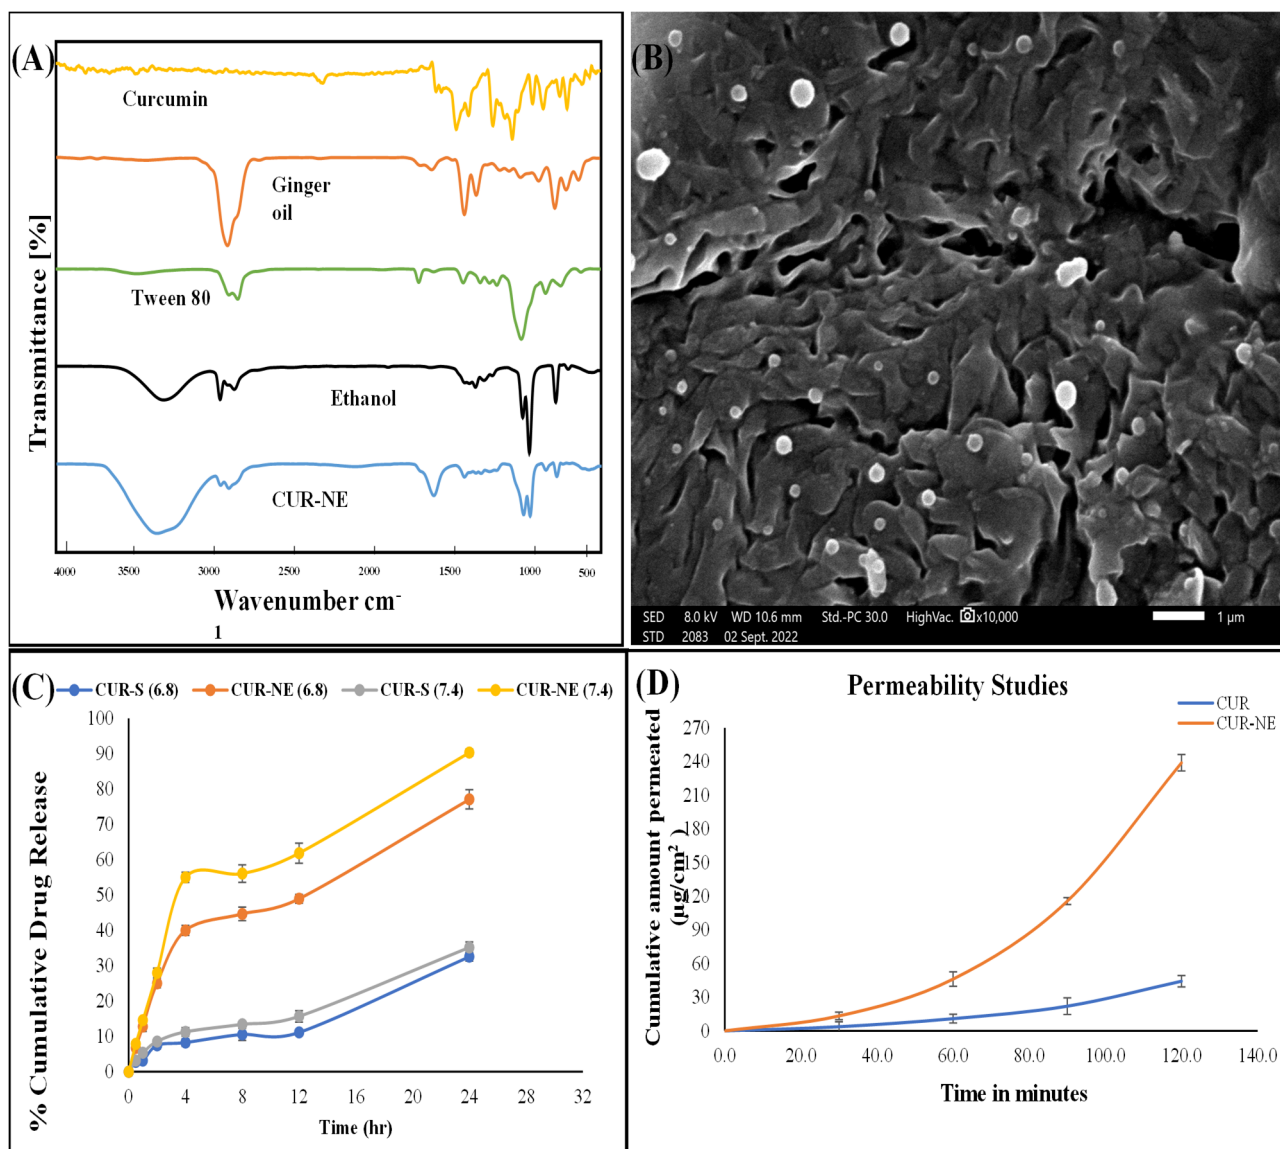 (A)
Curcumin
Ginger
oil
Tween 80
Ethanol
CUR-NE
Transmittance [%]
4000 3500 3000 2500 2000 1500 1000 500
Wavenumber cm-
1
(B)
SED 8.0 kV WD 10.6 mm Std.-PC 30.0 HighVac. x10,000 1 µm
STD 2083 02 Sept. 2022
(C)
CUR-S (6.8) CUR-NE (6.8) CUR-S (7.4) CUR-NE (7.4)
% Cumulative Drug Release
100
90
80
70
60
50
40
30
20
10
0
0 4 8 12 16 20 24 28 32
Time (hr)
(D)
Permeability Studies
CUR
CUR-NE
Cumulative amount permeated
(µg/cm²)
270
240
210
180
150
120
90
60
30
0
0.0 20.0 40.0 60.0 80.0 100.0 120.0 140.0
Time in minutes